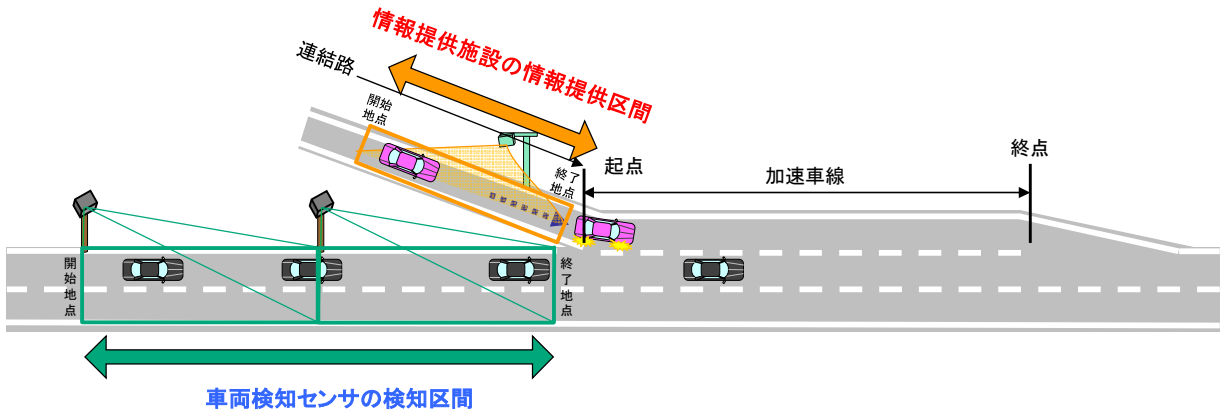 情報提供施設の情報提供区間
連結路
開始
地点
終了
地点
起点
終点
加速車線
開始地点
終了地点
車両検知センサの検知区間